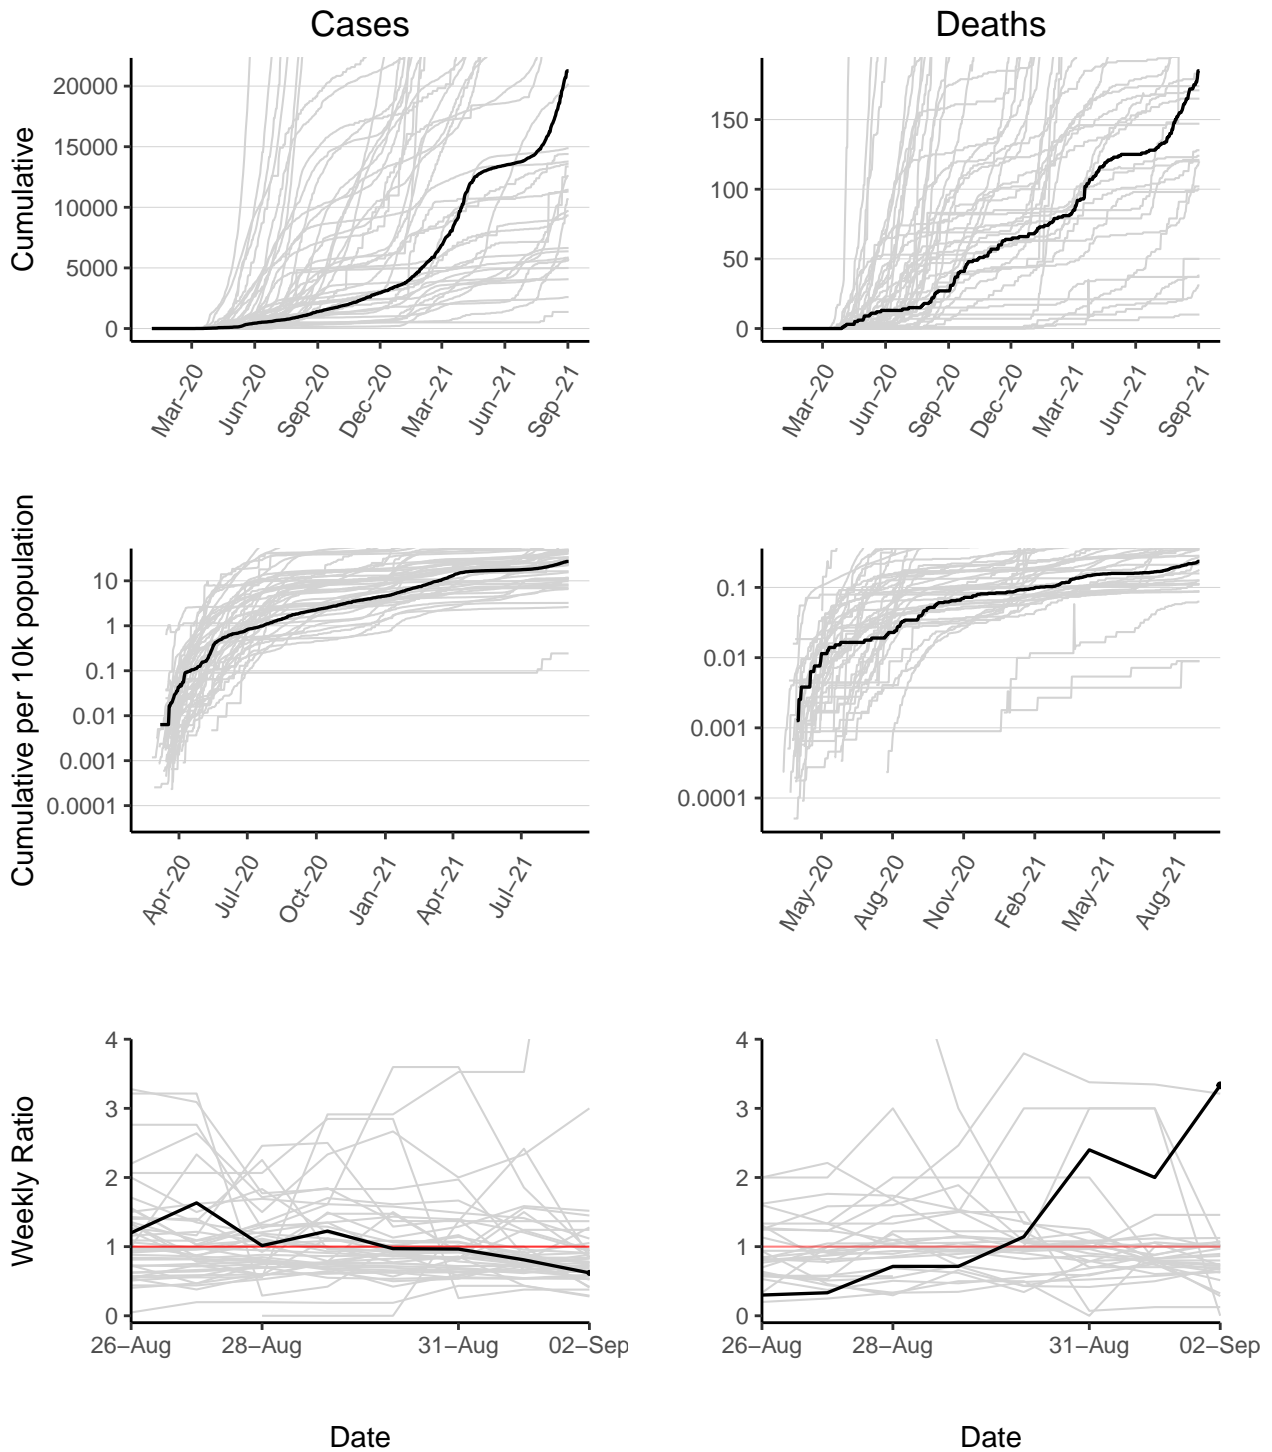 Cases
Deaths
Cumulative
20000
15000
10000
5000
0
Mar−20
Jun−20
Sep−20
Dec−20
Mar−21
Jun−21
Sep−21
150
100
50
0
Mar−20
Jun−20
Sep−20
Dec−20
Mar−21
Jun−21
Sep−21
Cumulative per 10k population
10
1
0.1
0.01
0.001
0.0001
Apr−20
Jul−20
Oct−20
Jan−21
Apr−21
Jul−21
0.1
0.01
0.001
0.0001
May−20
Aug−20
Nov−20
Feb−21
May−21
Aug−21
Weekly Ratio
4
3
2
1
0
26−Aug
28−Aug
31−Aug
02−Sep
4
3
2
1
0
26−Aug
28−Aug
31−Aug
02−Sep
Date
Date